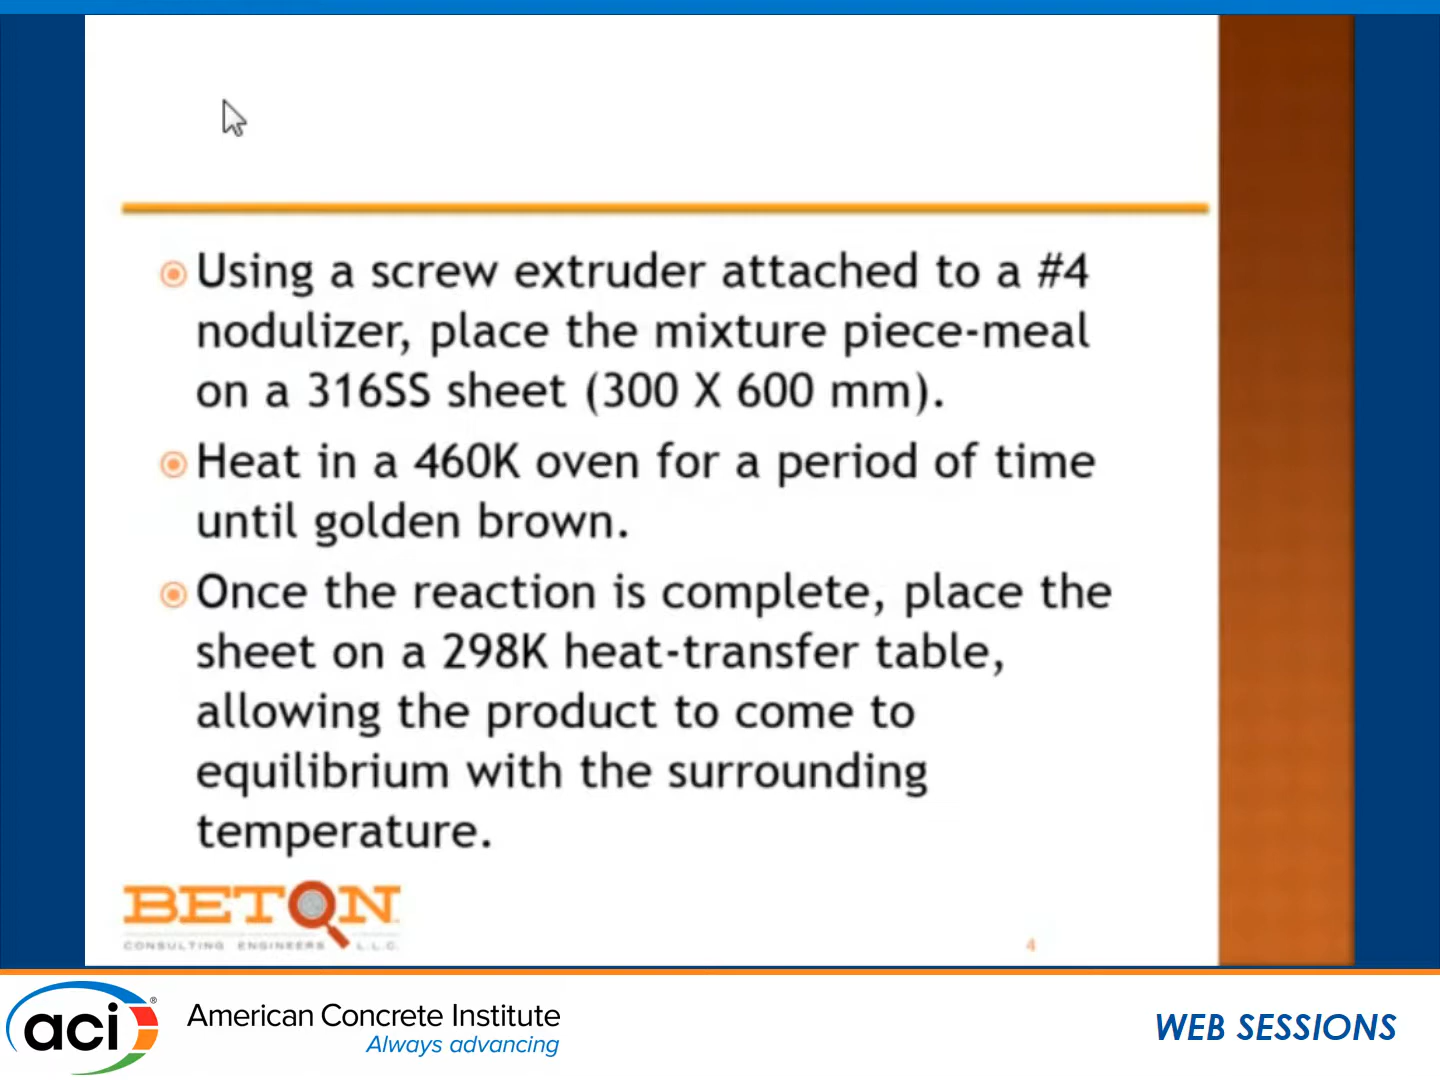 Using a screw extruder attached to a #4
nodulizer, place the mixture piece-meal
on a 316SS sheet (300 X 600 mm).
Heat in a 460K oven for a period of time
until golden brown.
Once the reaction is complete, place the
sheet on a 298K heat-transfer table,
allowing the product to come to
equilibrium with the surrounding
temperature.
BETON
CONSULTING ENGINEERS L.L.C.
4
aci®
American Concrete Institute
Always advancing
WEB SESSIONS